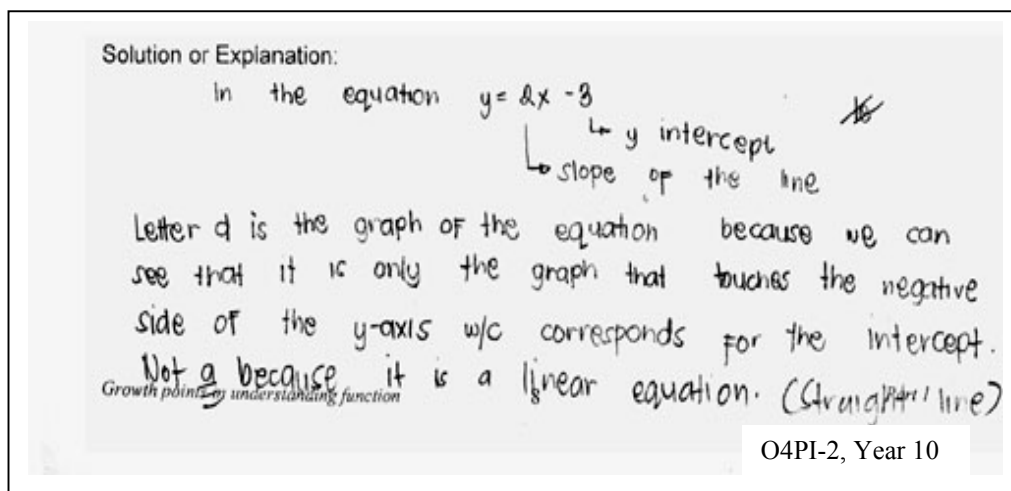 Solution or Explanation:
In the equation y = 2x - 3
↳ y intercept
↳ slope of the line
Letter d is the graph of the equation because we can
see that it is only the graph that touches the negative
side of the y-axis w/c corresponds for the intercept.
Not a because it is a linear equation. (Straight line)
Growth points in understanding function
O4PI-2, Year 10